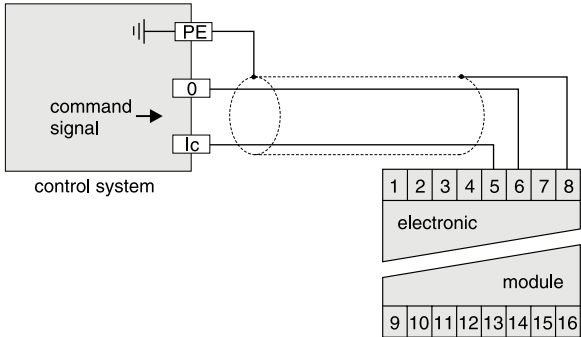 PE
0
command
signal
Ic
control system
1 2 3 4 5 6 7 8
electronic
module
9 10 11 12 13 14 15 16